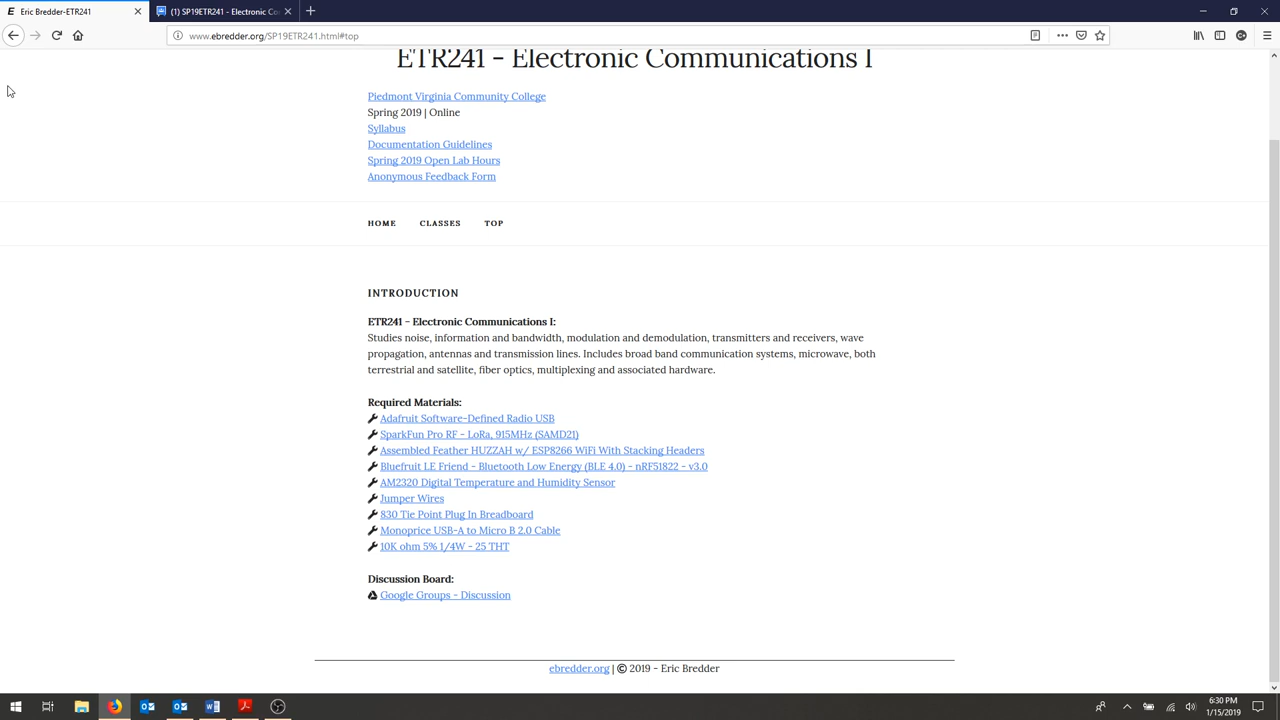 Eric Bredder-ETR241
(1) SP19ETR241 - Electronic Co
www.ebredder.org/SP19ETR241.html#top
ETR241 - Electronic Communications I
Piedmont Virginia Community College
Spring 2019 | Online
Syllabus
Documentation Guidelines
Spring 2019 Open Lab Hours
Anonymous Feedback Form
HOME CLASSES TOP
INTRODUCTION
ETR241 - Electronic Communications I:
Studies noise, information and bandwidth, modulation and demodulation, transmitters and receivers, wave
propagation, antennas and transmission lines. Includes broad band communication systems, microwave, both
terrestrial and satellite, fiber optics, multiplexing and associated hardware.
Required Materials:
Adafruit Software-Defined Radio USB
SparkFun Pro RF - LoRa, 915MHz (SAMD21)
Assembled Feather HUZZAH w/ ESP8266 WiFi With Stacking Headers
Bluefruit LE Friend - Bluetooth Low Energy (BLE 4.0) - nRF51822 - v3.0
AM2320 Digital Temperature and Humidity Sensor
Jumper Wires
830 Tie Point Plug In Breadboard
Monoprice USB-A to Micro B 2.0 Cable
10K ohm 5% 1/4W - 25 THT
Discussion Board:
Google Groups - Discussion
ebredder.org | © 2019 - Eric Bredder
6:30 PM
1/15/2019